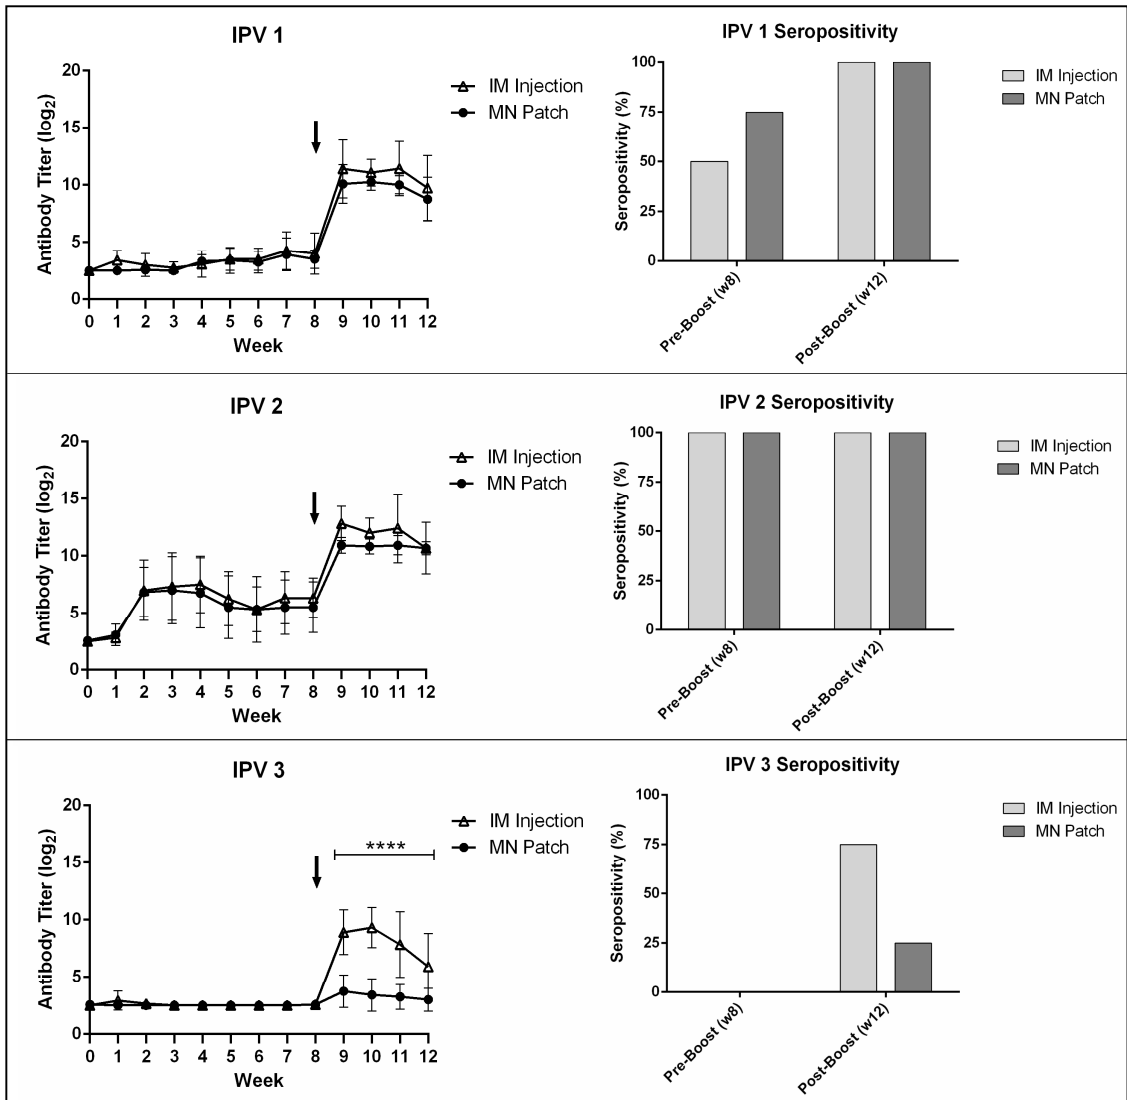 IPV 1
20
15
10
5
0
Antibody Titer (log2)
0 1 2 3 4 5 6 7 8 9 10 11 12
Week
IM Injection
MN Patch
IPV 1 Seropositivity
100
75
50
25
0
Seropositivity (%)
Pre-Boost (w8)
Post-Boost (w12)
IM Injection
MN Patch
IPV 2
20
15
10
5
0
Antibody Titer (log2)
0 1 2 3 4 5 6 7 8 9 10 11 12
Week
IM Injection
MN Patch
IPV 2 Seropositivity
100
75
50
25
0
Seropositivity (%)
Pre-Boost (w8)
Post-Boost (w12)
IM Injection
MN Patch
IPV 3
20
15
10
5
0
Antibody Titer (log2)
0 1 2 3 4 5 6 7 8 9 10 11 12
Week
IM Injection
MN Patch
****
IPV 3 Seropositivity
100
75
50
25
0
Seropositivity (%)
Pre-Boost (w8)
Post-Boost (w12)
IM Injection
MN Patch